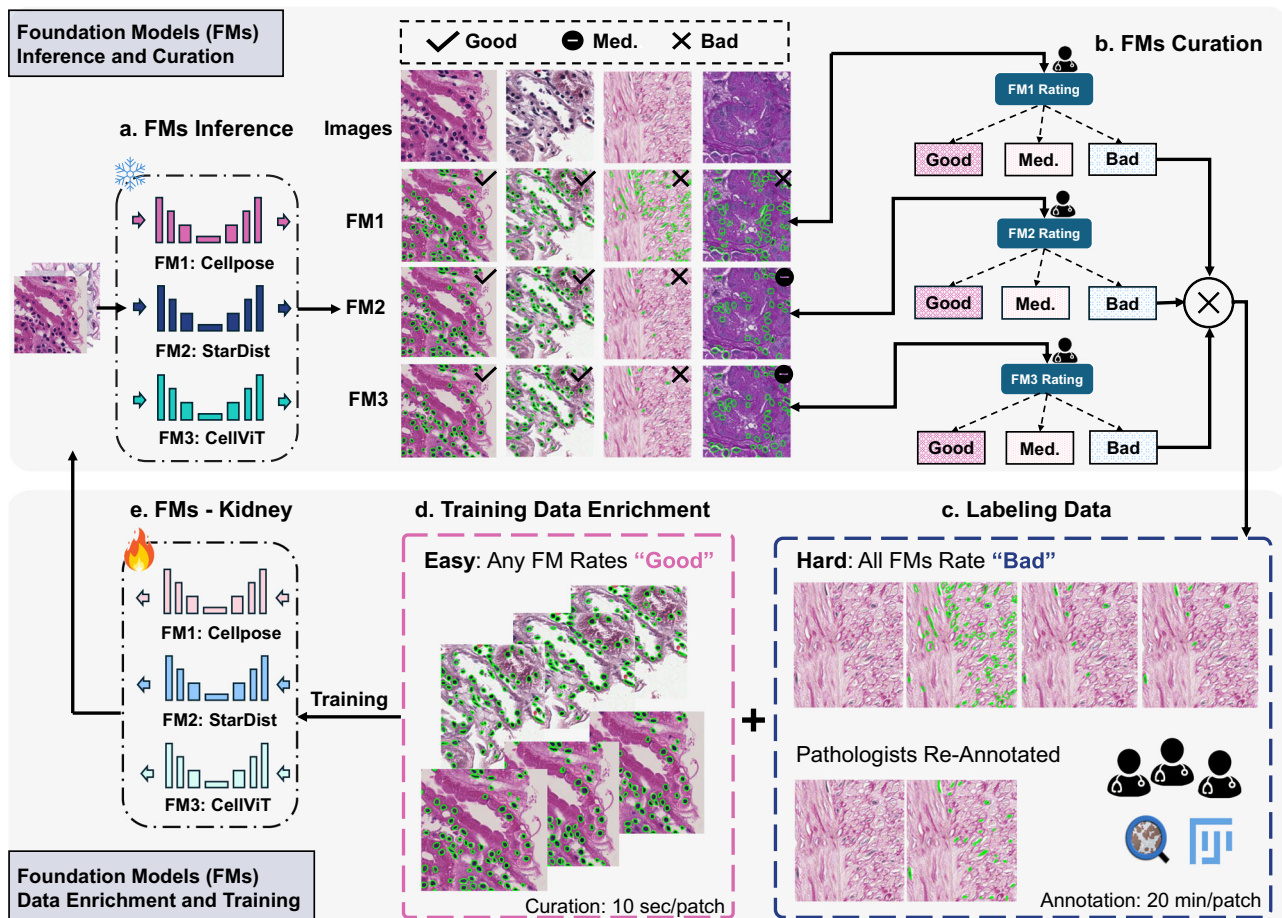 Foundation Models (FMs)
Inference and Curation
Good
Med.
Bad
b. FMs Curation
a. FMs Inference
Images
FM1
FM2
FM3
FM1: Cellpose
FM2: StarDist
FM3: CellViT
FM1 Rating
Good
Med.
Bad
FM2 Rating
Good
Med.
Bad
FM3 Rating
Good
Med.
Bad
e. FMs - Kidney
FM1: Cellpose
FM2: StarDist
FM3: CellViT
Training
d. Training Data Enrichment
Easy: Any FM Rates “Good”
Curation: 10 sec/patch
c. Labeling Data
Hard: All FMs Rate “Bad”
Pathologists Re-Annotated
Annotation: 20 min/patch
Foundation Models (FMs)
Data Enrichment and Training